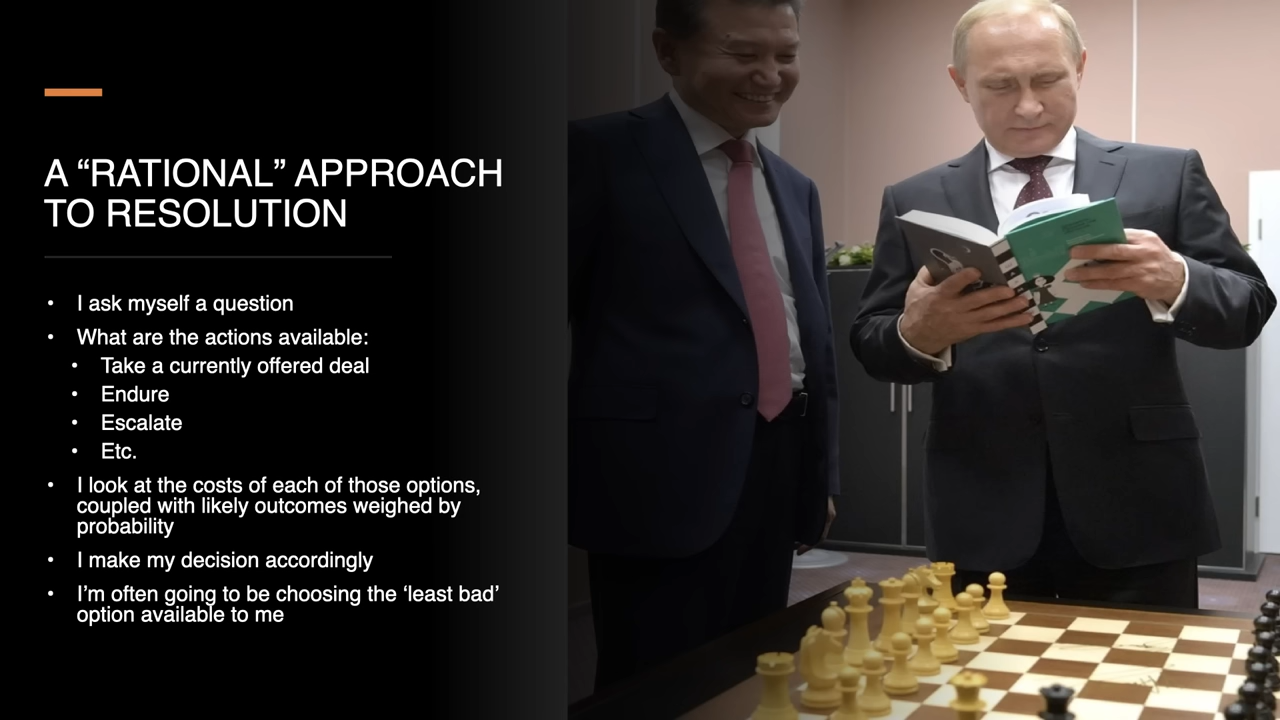 A “RATIONAL” APPROACH
TO RESOLUTION
• I ask myself a question
• What are the actions available:
• Take a currently offered deal
• Endure
• Escalate
• Etc.
• I look at the costs of each of those options,
coupled with likely outcomes weighed by
probability
• I make my decision accordingly
• I’m often going to be choosing the ‘least bad’
option available to me